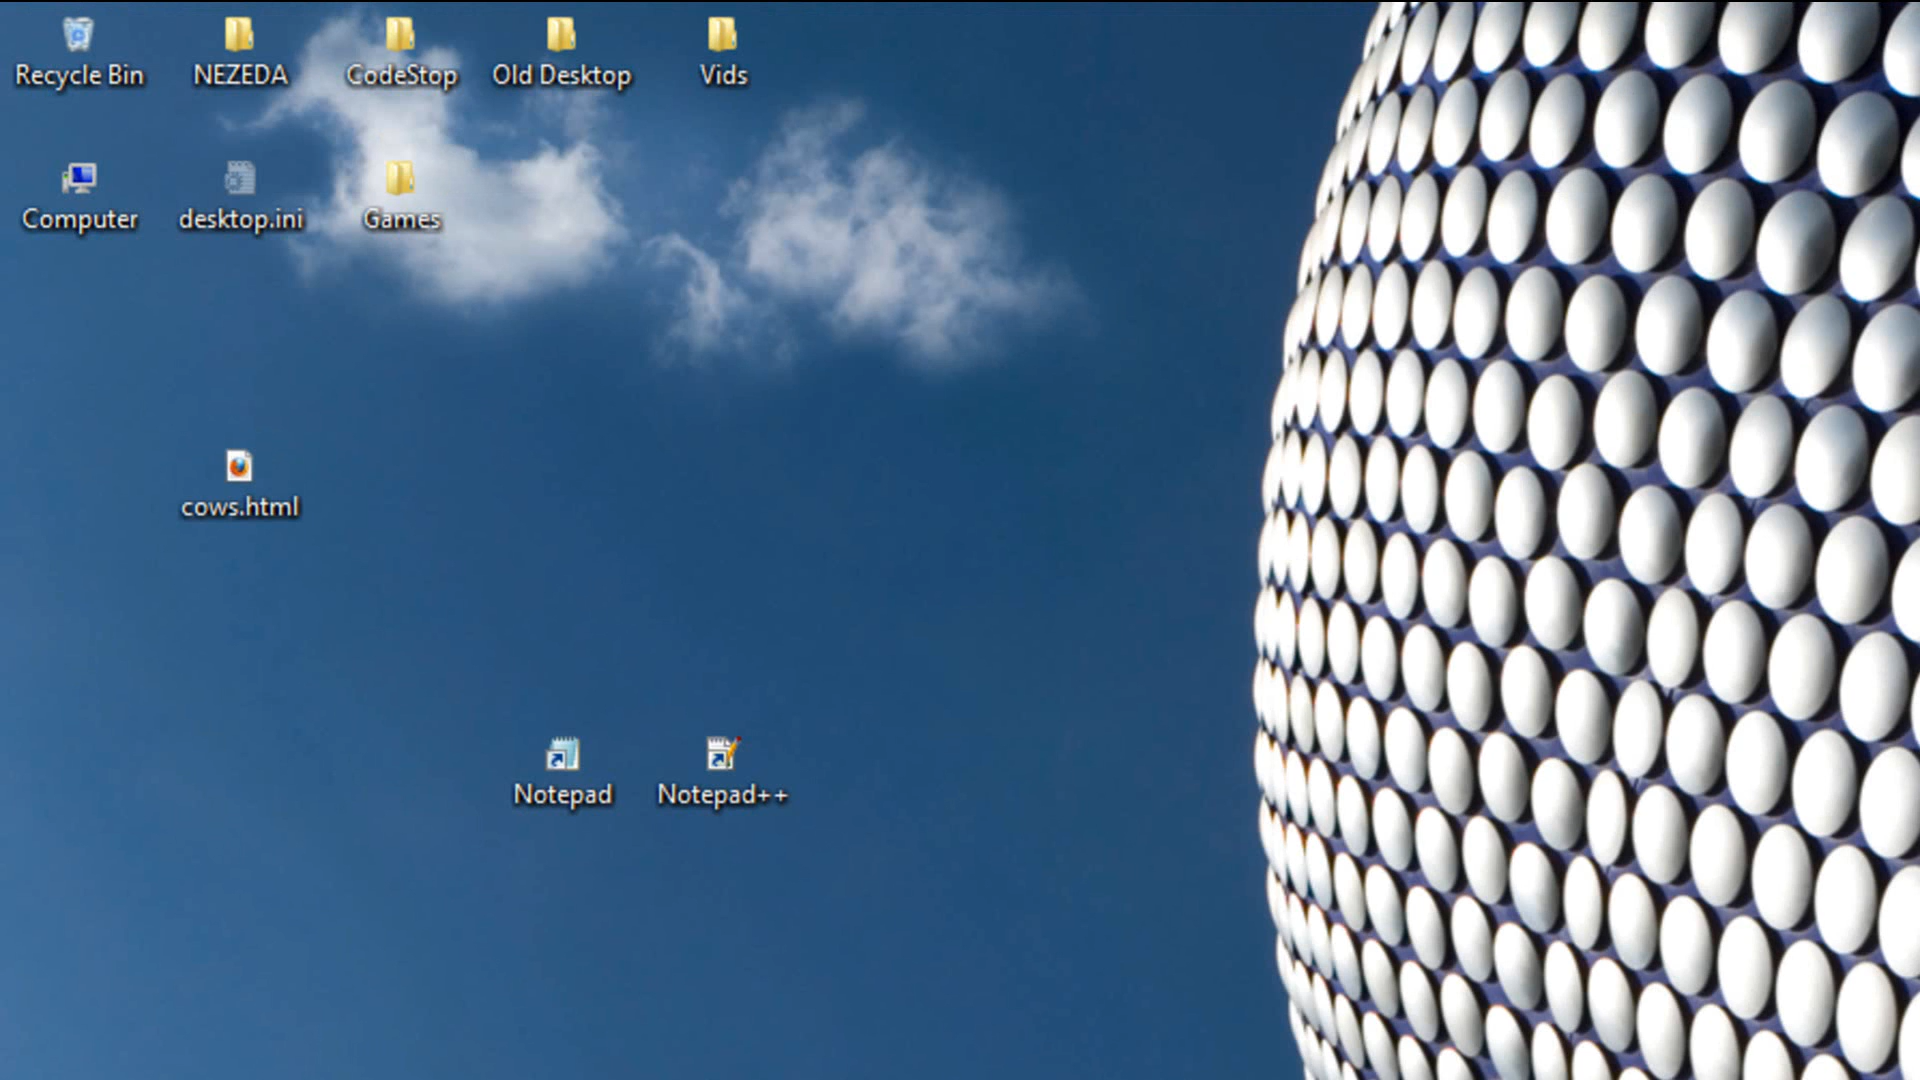 Recycle Bin
NEZEDA
CodeStop
Old Desktop
Vids
Computer
desktop.ini
Games
cows.html
Notepad
Notepad++